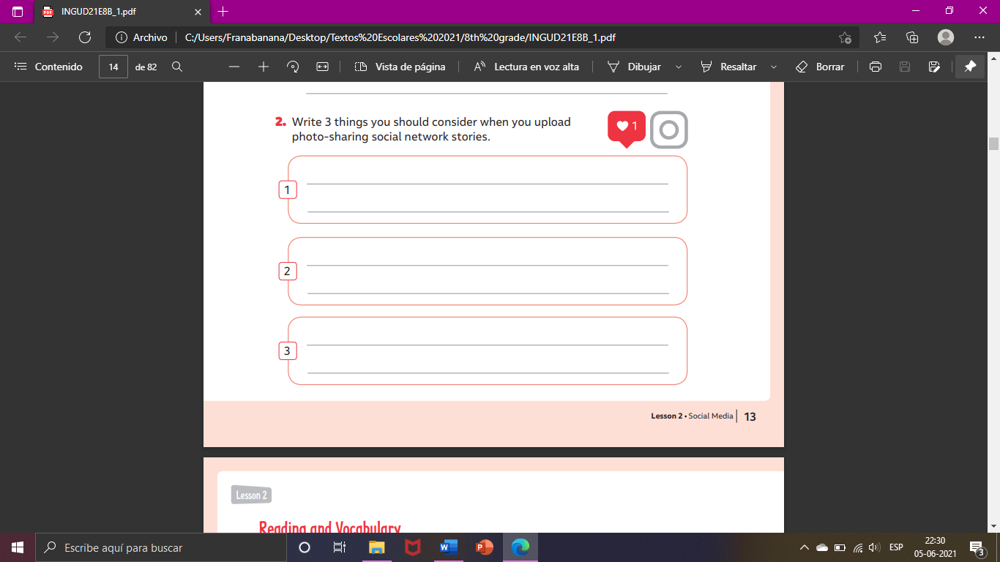 INGUD21E8B_1.pdf
Archivo C:/Users/Franabanana/Desktop/Textos%20Escolares%202021/8th%20grade/INGUD21E8B_1.pdf
Contenido 14 de 82 Vista de página Lectura en voz alta Dibujar Resaltar Borrar
2. Write 3 things you should consider when you upload
photo-sharing social network stories.
1
1
2
3
Lesson 2 • Social Media 13
Lesson 2
Reading and Vocabulary
Escribe aquí para buscar
ESP
22:30
05-06-2021
3